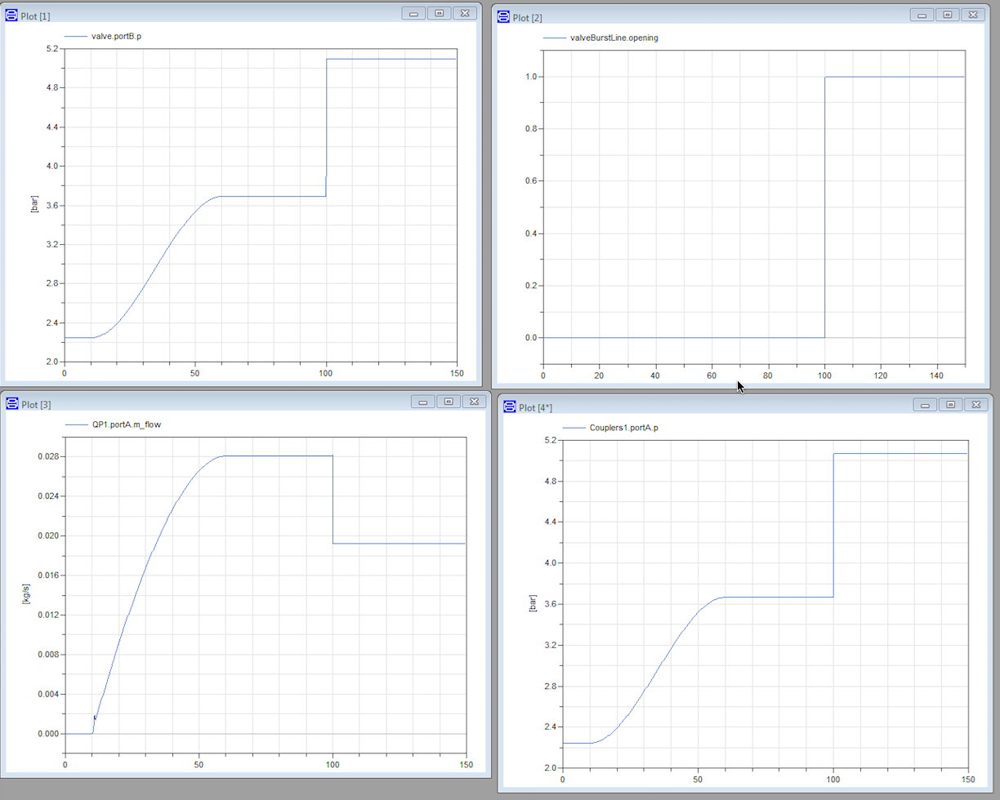 Plot [1]
valve.portB.p
5.2
4.8
4.4
4.0
3.6
3.2
2.8
2.4
2.0
[bar]
0 50 100 150
Plot [2]
valveBurstLine.opening
1.0
0.8
0.6
0.4
0.2
0.0
0 20 40 60 80 100 120 140
Plot [3]
QP1.portA.m_flow
0.028
0.024
0.020
0.016
0.012
0.008
0.004
0.000
[kg/s]
0 50 100 150
Plot [4*]
Couplers1.portA.p
5.2
4.8
4.4
4.0
3.6
3.2
2.8
2.4
2.0
[bar]
0 50 100 150